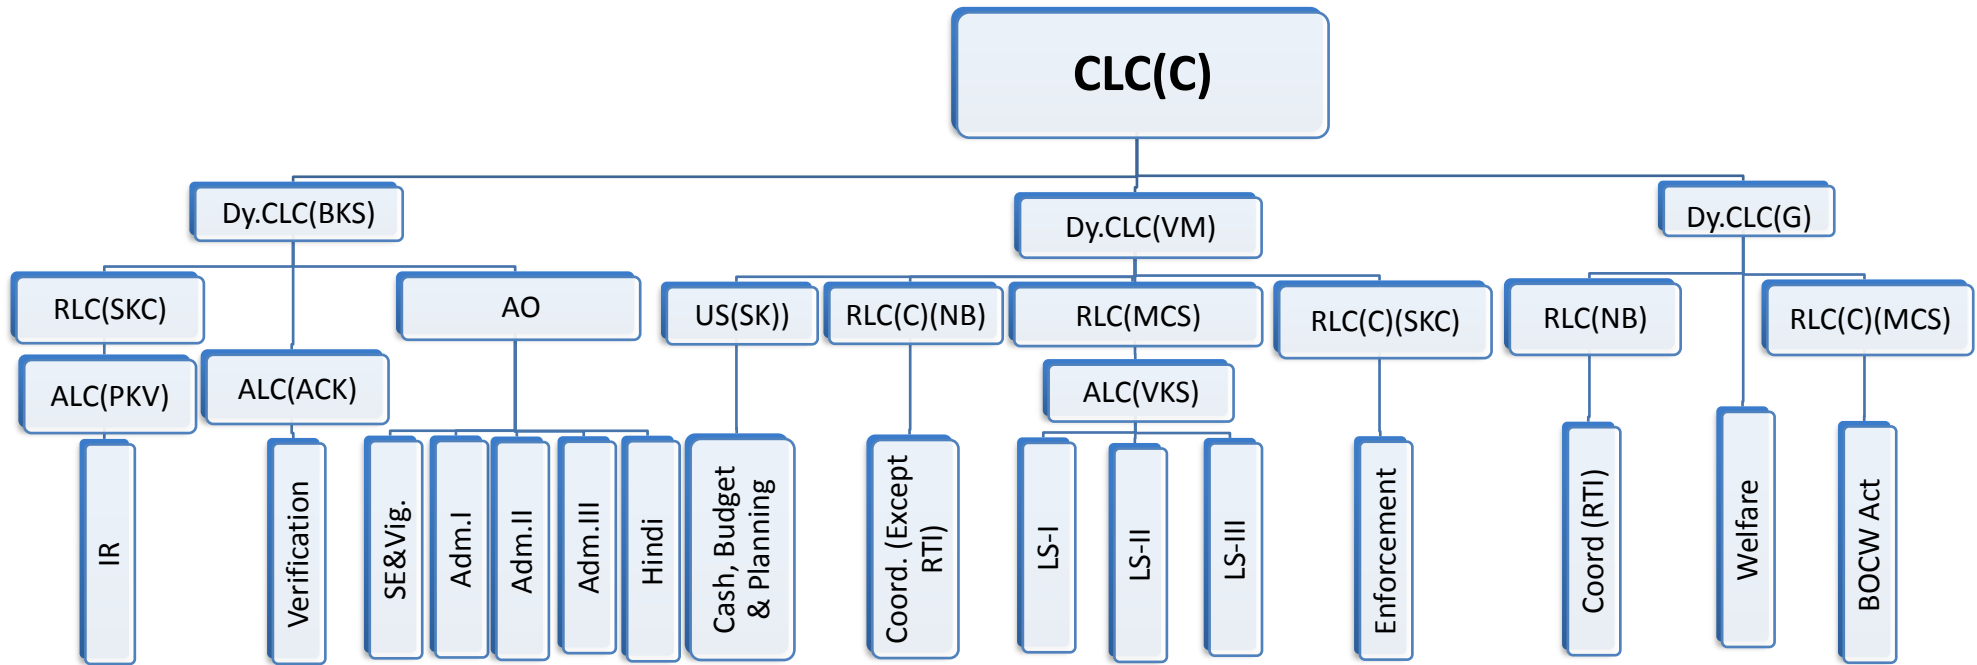 CLC(C)
Dy.CLC(BKS)
Dy.CLC(VM)
Dy.CLC(G)
RLC(SKC)
AO
US(SK))
RLC(C)(NB)
RLC(MCS)
RLC(C)(SKC)
RLC(NB)
RLC(C)(MCS)
ALC(PKV)
ALC(ACK)
ALC(VKS)
IR
Verification
SE&Vig.
Adm.I
Adm.II
Adm.III
Hindi
Cash, Budget
& Planning
Coord. (Except
RTI)
LS-I
LS-II
LS-III
Enforcement
Coord (RTI)
Welfare
BOCW Act